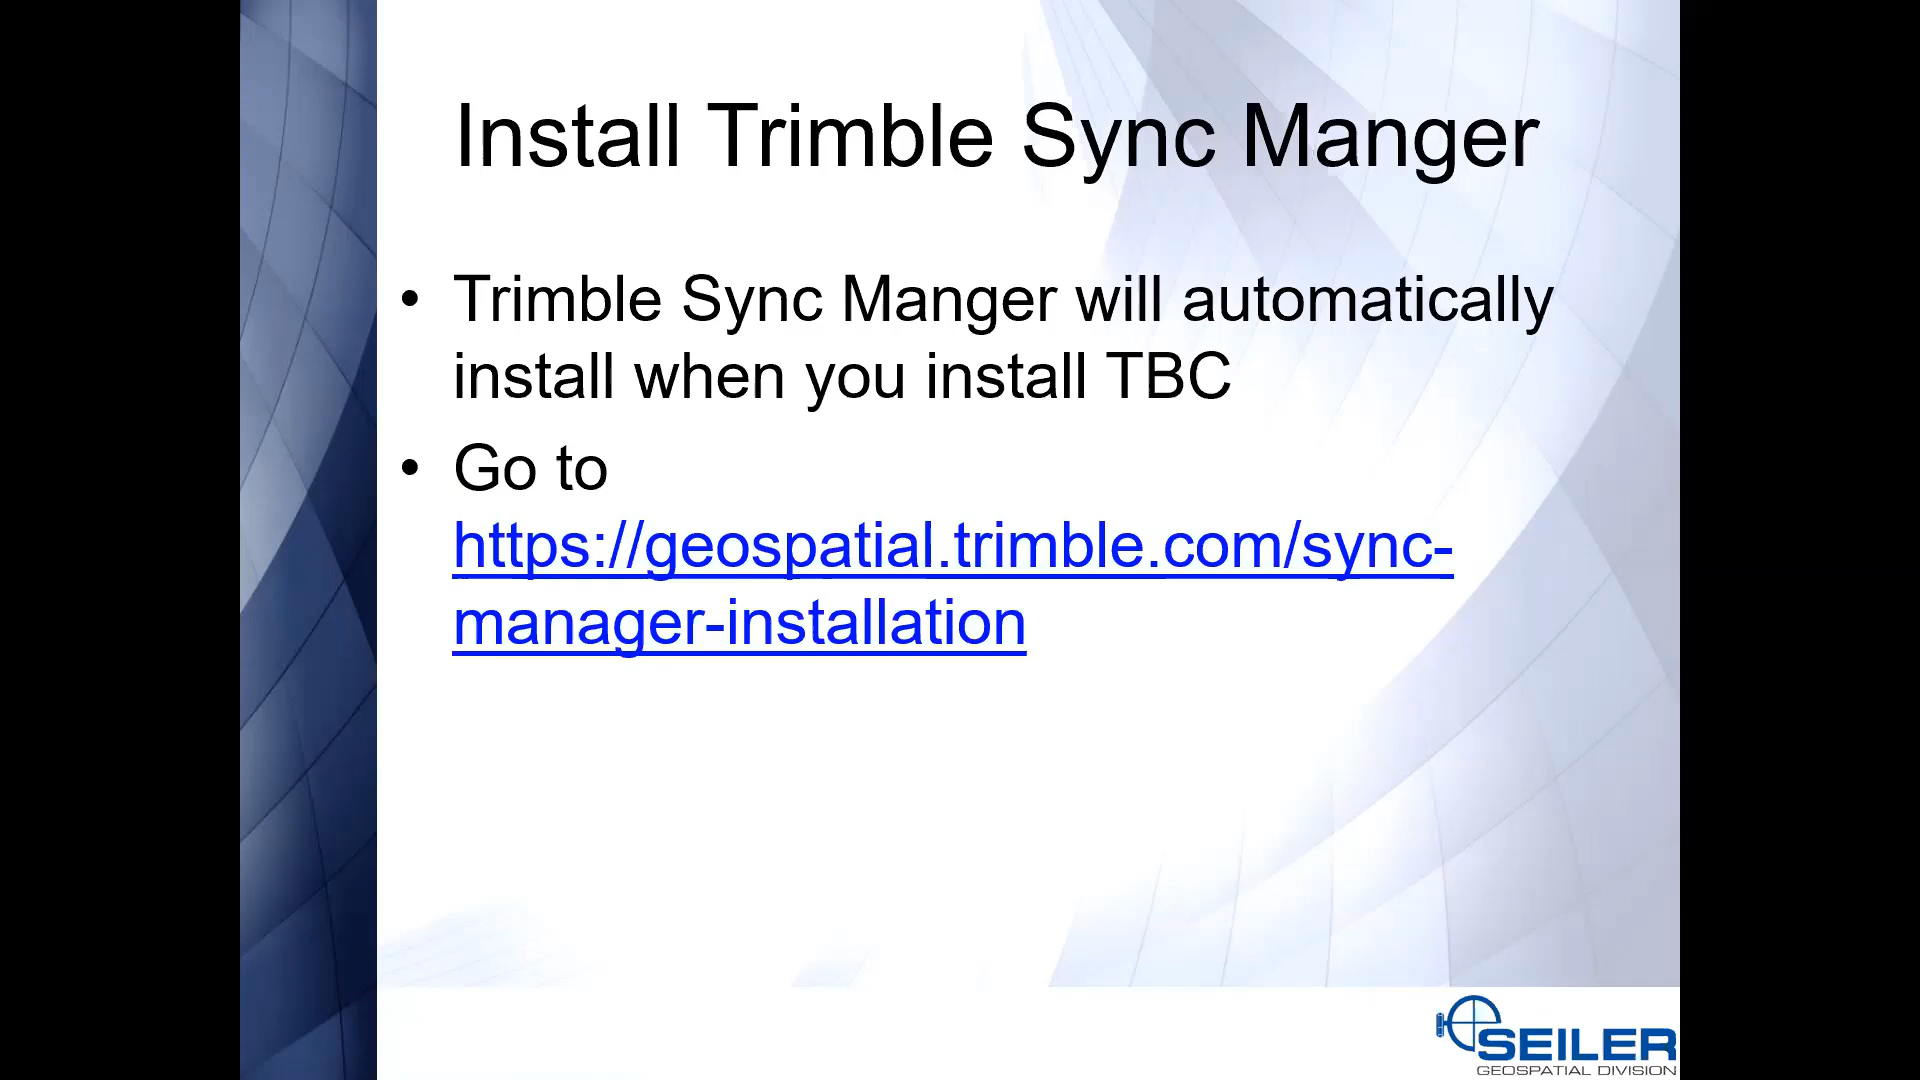 Install Trimble Sync Manger
• Trimble Sync Manger will automatically
install when you install TBC
• Go to
https://geospatial.trimble.com/sync-
manager-installation
SEILER
GEOSPATIAL DIVISION